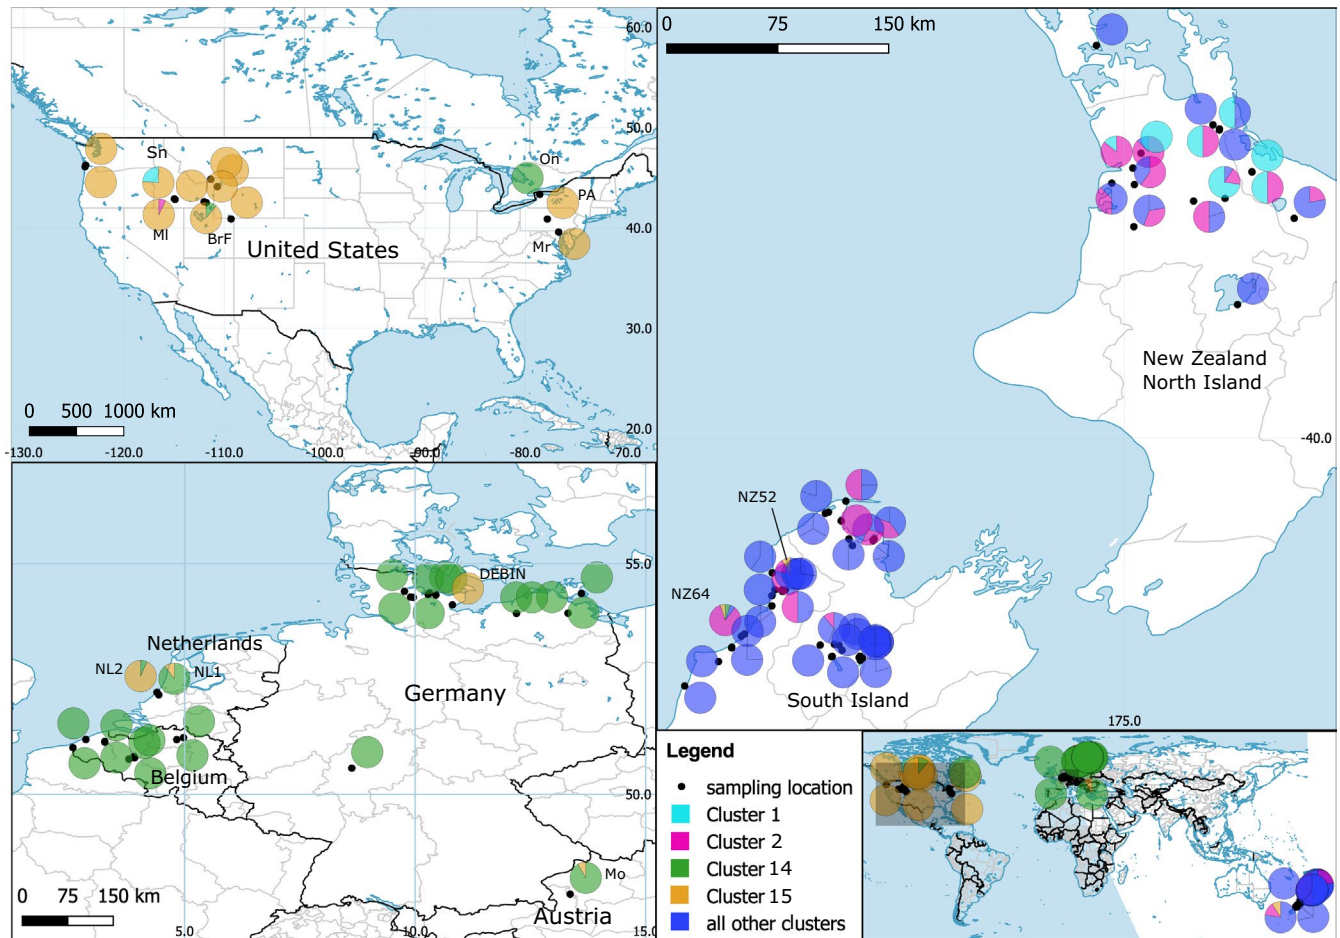 60.0
50.0
40.0
30.0
20.0
Sn
On
PA
Ml
BrF
Mr
United States
0 500 1000 km
-130.0 -120.0 -110.0 -100.0 -90.0 -80.0 -70.0
0 75 150 km
New Zealand
North Island
-40.0
NZ52
NZ64
South Island
175.0
55.0
DEBIN
Netherlands
NL2
NL1
Germany
Belgium
50.0
Mo
Austria
0 75 150 km
5.0 10.0 15.0
Legend
sampling location
Cluster 1
Cluster 2
Cluster 14
Cluster 15
all other clusters